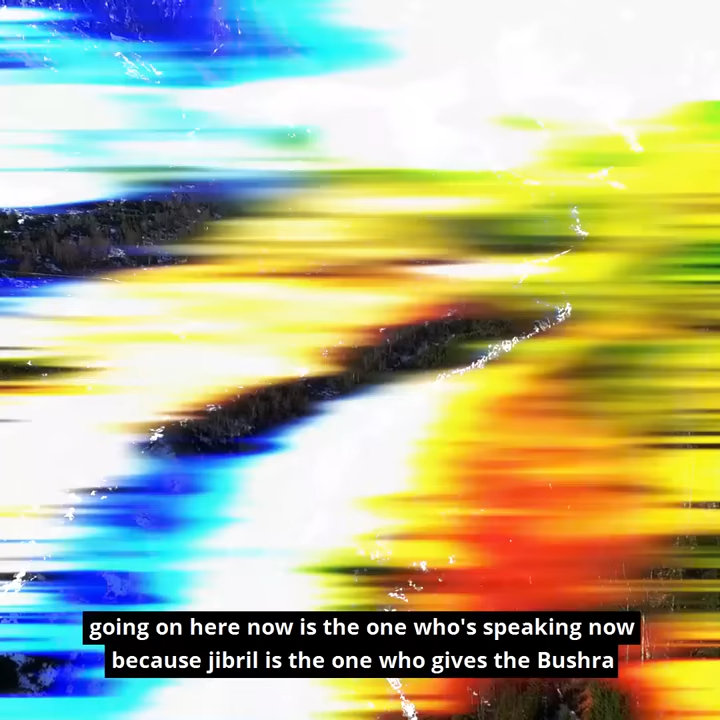 going on here now is the one who's speaking now
because jibril is the one who gives the Bushra